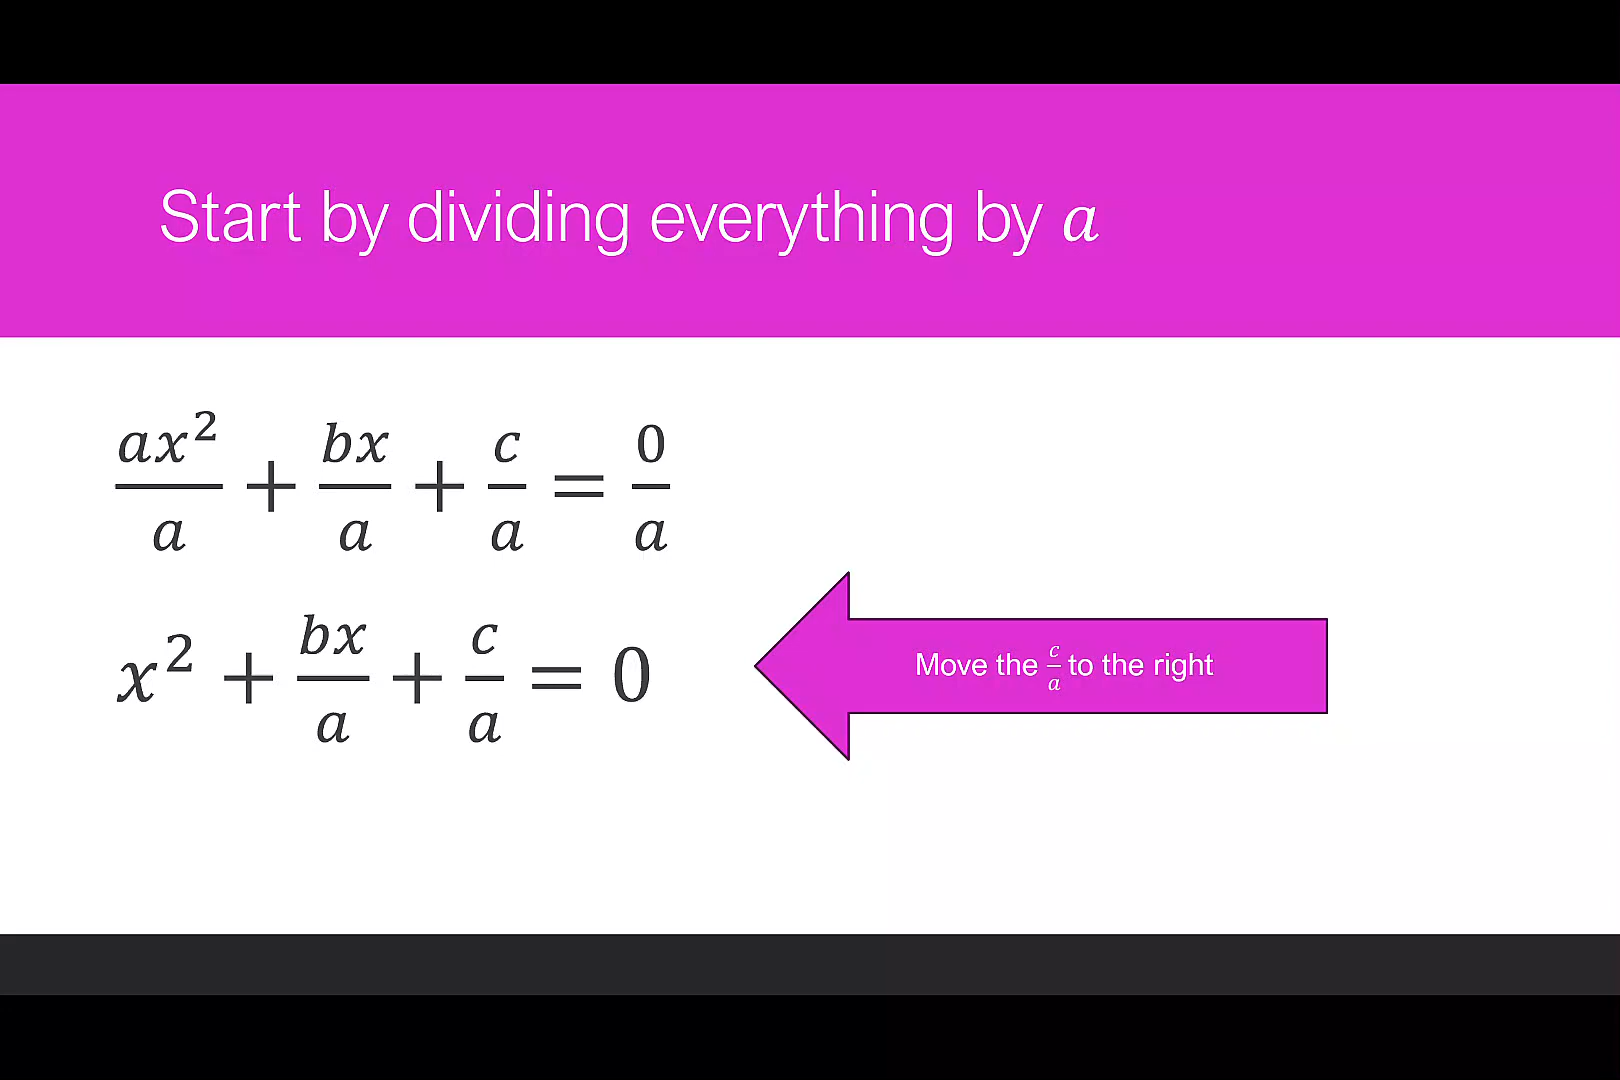 Start by dividing everything by a
ax²/a + bx/a + c/a = 0/a
x² + bx/a + c/a = 0
Move the c/a to the right